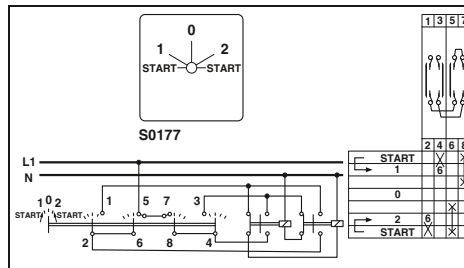 0
1 2
START START
S0177
1 3 5 7
2 4 6 8
L1
N
START
1 6
0
2 6
START
1 0 2
START START
1 5 7 3
2 6 8 4